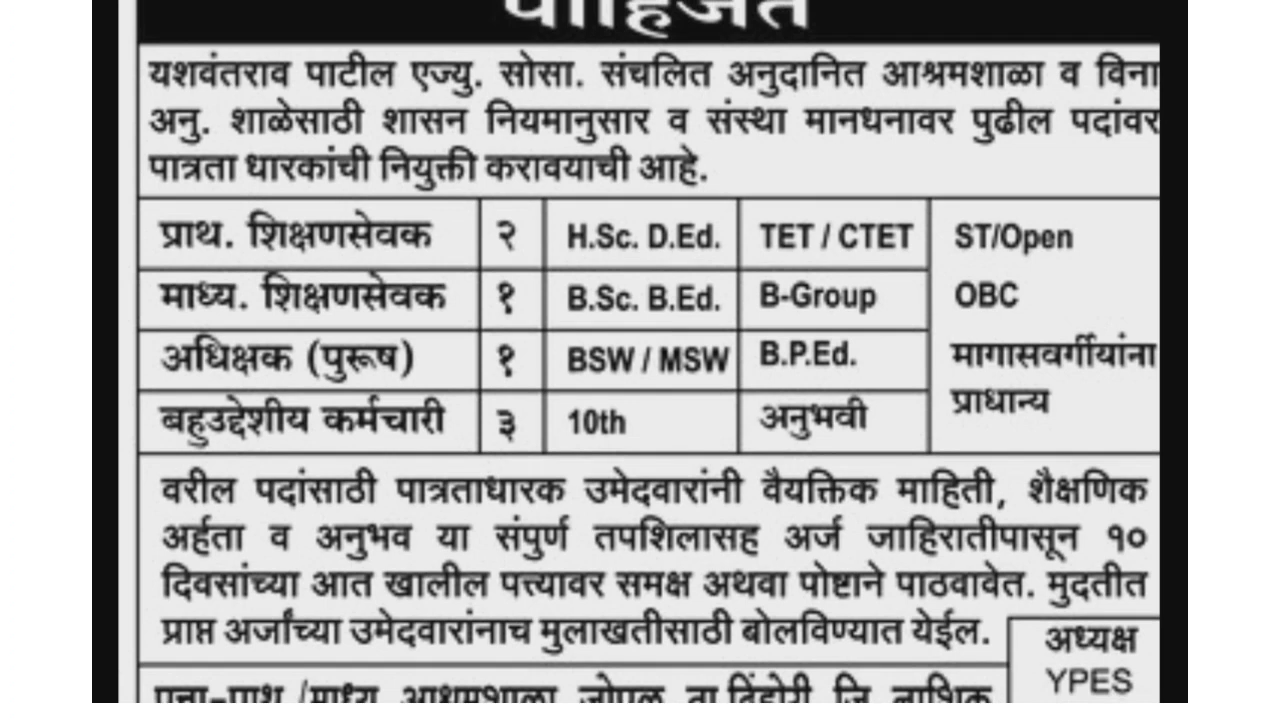 पाहिजेत
यशवंतराव पाटील एज्यु. सोसा. संचलित अनुदानित आश्रमशाळा व विना
अनु. शाळेसाठी शासन नियमानुसार व संस्था मानधनावर पुढील पदांवर
पात्रता धारकांची नियुक्ती करावयाची आहे.
प्राथ. शिक्षणसेवक २ H.Sc. D.Ed. TET / CTET ST/Open
माध्य. शिक्षणसेवक १ B.Sc. B.Ed. B-Group OBC
अधिक्षक (पुरूष) १ BSW / MSW B.P.Ed. मागासवर्गीयांना
बहुउद्देशीय कर्मचारी ३ 10th अनुभवी प्राधान्य
वरील पदांसाठी पात्रताधारक उमेदवारांनी वैयक्तिक माहिती, शैक्षणिक
अर्हता व अनुभव या संपुर्ण तपशिलासह अर्ज जाहिरातीपासून १०
दिवसांच्या आत खालील पत्त्यावर समक्ष अथवा पोष्टाने पाठवावेत. मुदतीत
प्राप्त अर्जांच्या उमेदवारांनाच मुलाखतीसाठी बोलविण्यात येईल.
अध्यक्ष
YPES
पत्ता-प्राथ./माध्य. आश्रमशाळा जोपुळ ता.दिंडोरी जि. नाशिक